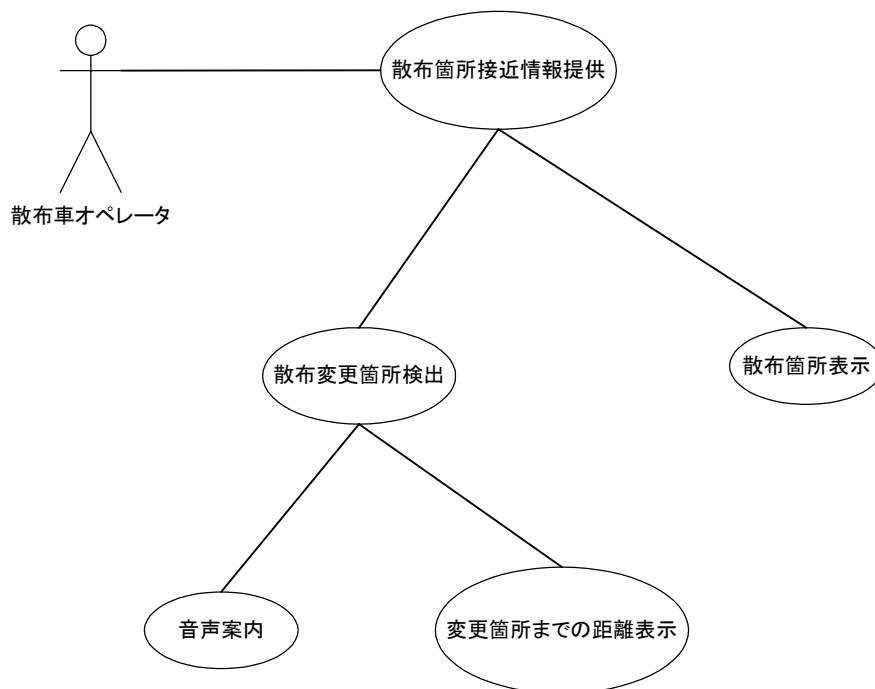 散布箇所接近情報提供
散布車オペレータ
散布変更箇所検出
散布箇所表示
音声案内
変更箇所までの距離表示